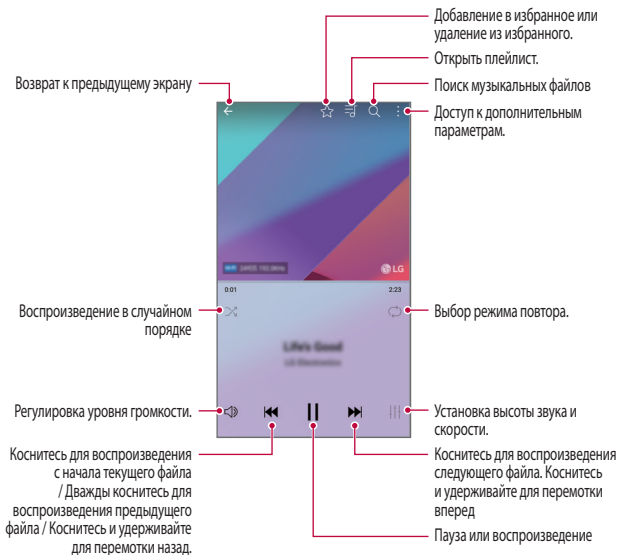 Добавление в избранное или
удаление из избранного.
Открыть плейлист.
Возврат к предыдущему экрану
Поиск музыкальных файлов
Доступ к дополнительным
параметрам.
LG
0:01
2:23
Воспроизведение в случайном
порядке
Выбор режима повтора.
Life's Good
LG Electronics
Регулировка уровня громкости.
Установка высоты звука и
скорости.
Коснитесь для воспроизведения
с начала текущего файла
/ Дважды коснитесь для
воспроизведения предыдущего
файла / Коснитесь и удерживайте
для перемотки назад.
Коснитесь для воспроизведения
следующего файла. Коснитесь
и удерживайте для перемотки
вперед
Пауза или воспроизведение